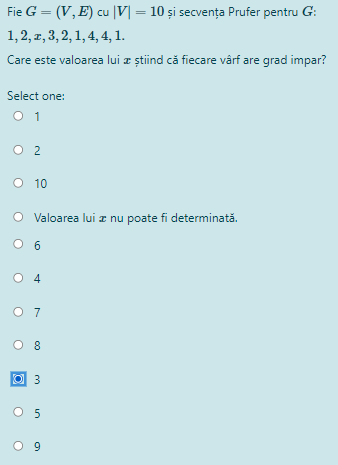 Fie G = (V, E) cu |V| = 10 și secvența Prufer pentru G:
1, 2, x, 3, 2, 1, 4, 4, 1.
Care este valoarea lui x știind că fiecare vârf are grad impar?
Select one:
1
2
10
Valoarea lui x nu poate fi determinată.
6
4
7
8
3
5
9